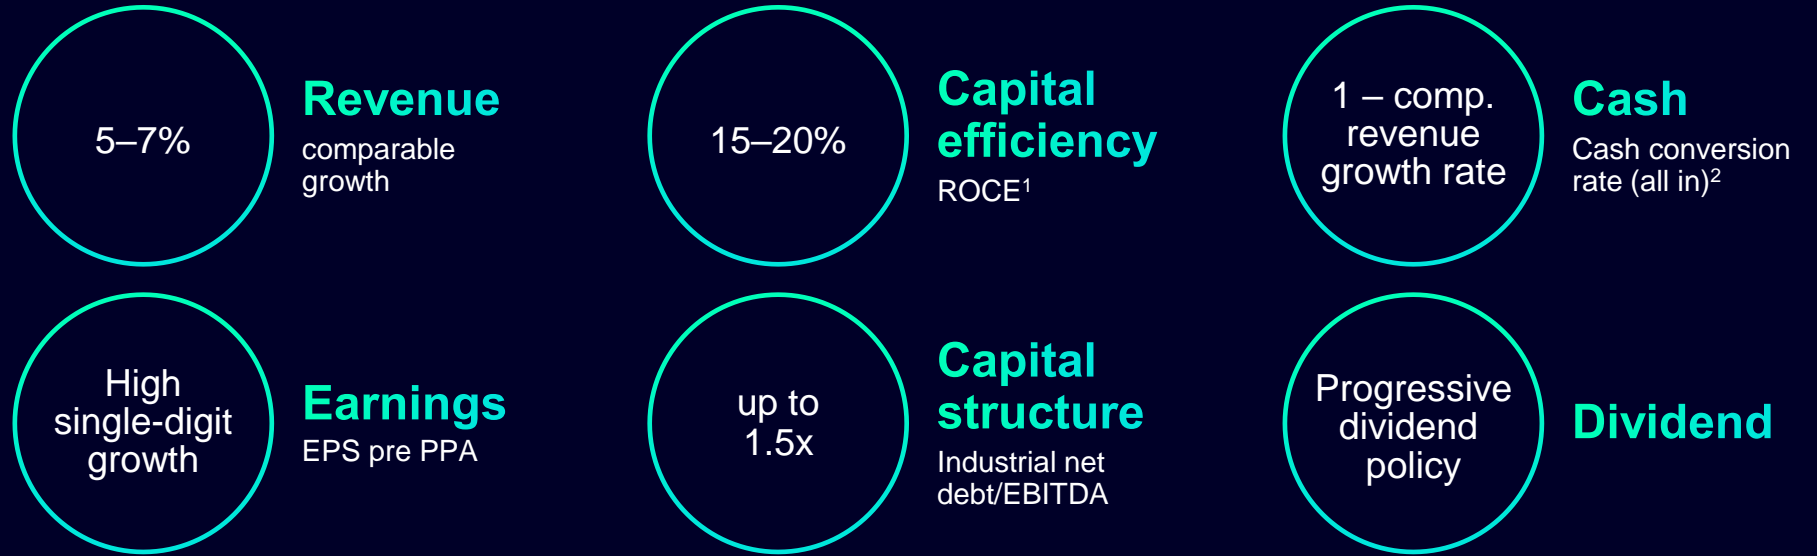 5–7%
Revenue
comparable
growth
15–20%
Capital
efficiency
ROCE¹
1 – comp.
revenue
growth rate
Cash
Cash conversion
rate (all in)²
High
single-digit
growth
Earnings
EPS pre PPA
up to
1.5x
Capital
structure
Industrial net
debt/EBITDA
Progressive
dividend
policy
Dividend